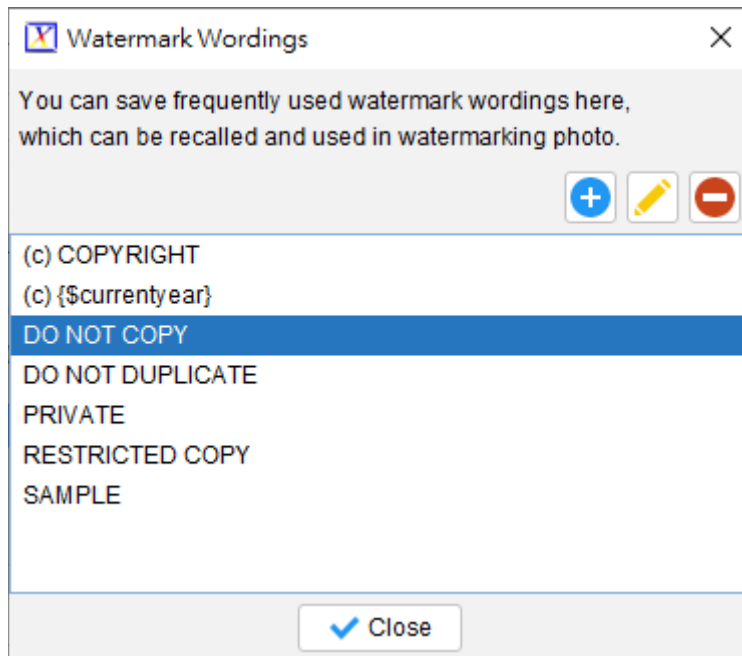 Watermark Wordings
You can save frequently used watermark wordings here,
which can be recalled and used in watermarking photo.
(c) COPYRIGHT
(c) {$currentyear}
DO NOT COPY
DO NOT DUPLICATE
PRIVATE
RESTRICTED COPY
SAMPLE
Close